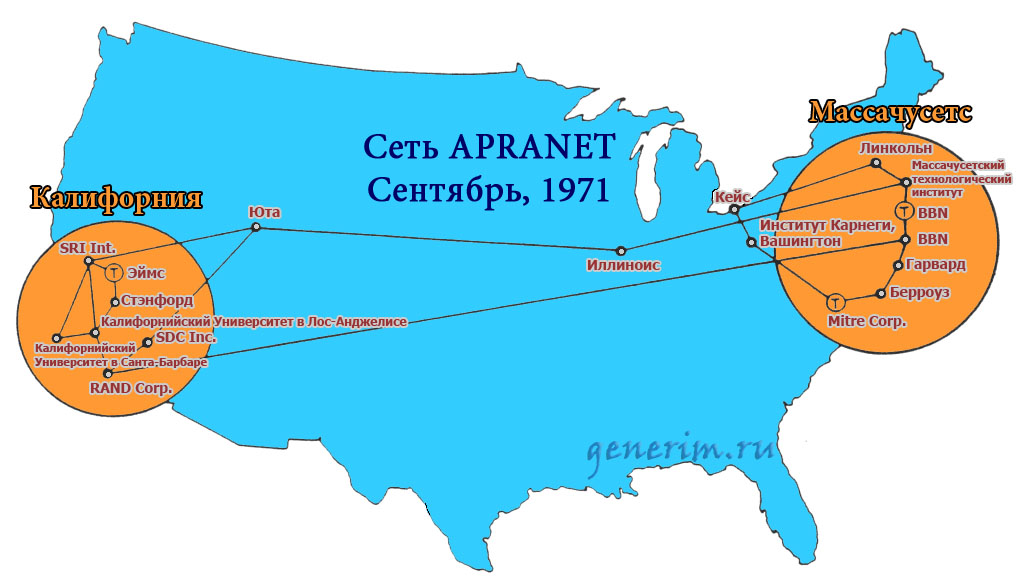 Массачусетс
Сеть APRANET
Сентябрь, 1971
Линкольн
Массачусетский
технологический
институт
Калифорния
Кейс
Юта
T
BBN
Институт Карнеги,
Вашингтон
BBN
SRI Int.
Иллиноис
Гарвард
T
Эймс
Берроуз
Стэнфорд
T
Mitre Corp.
Калифорнийский Университет в Лос-Анджелисе
SDC Inc.
Калифорнийский
Университет в Санта-Барбаре
RAND Corp.
generim.ru